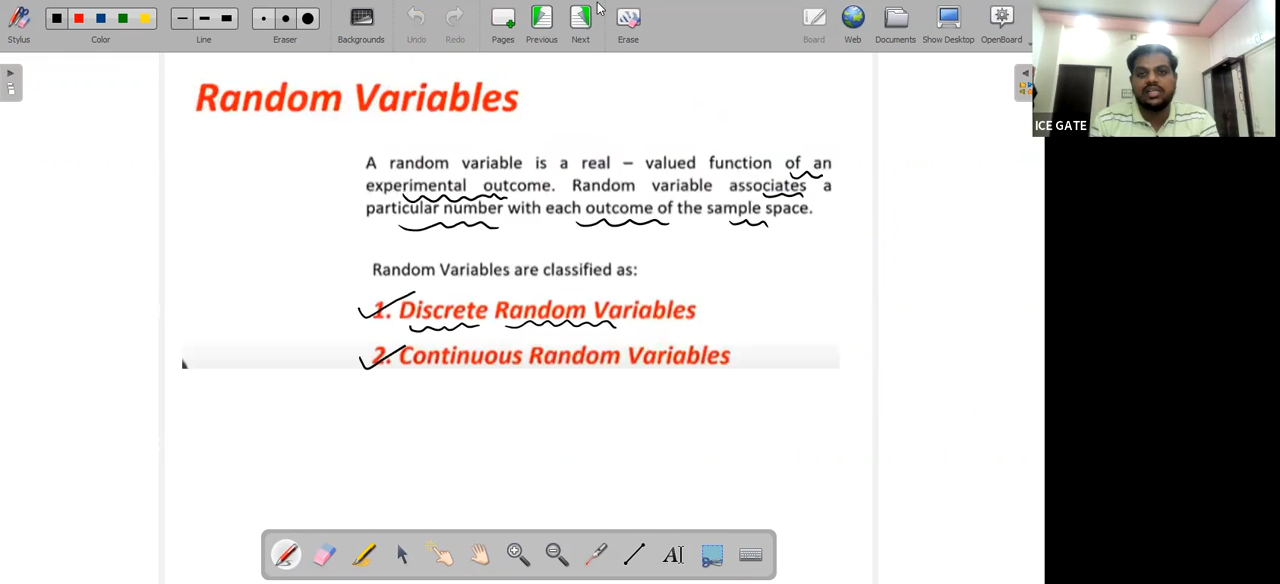 Stylus
Color
Line
Eraser
Backgrounds
Undo
Redo
Pages
Previous
Next
Erase
Board
Web
Documents
Show Desktop
OpenBoard
ICE GATE
Random Variables
A random variable is a real – valued function of an
experimental outcome. Random variable associates a
particular number with each outcome of the sample space.
Random Variables are classified as:
1. Discrete Random Variables
2. Continuous Random Variables
AI